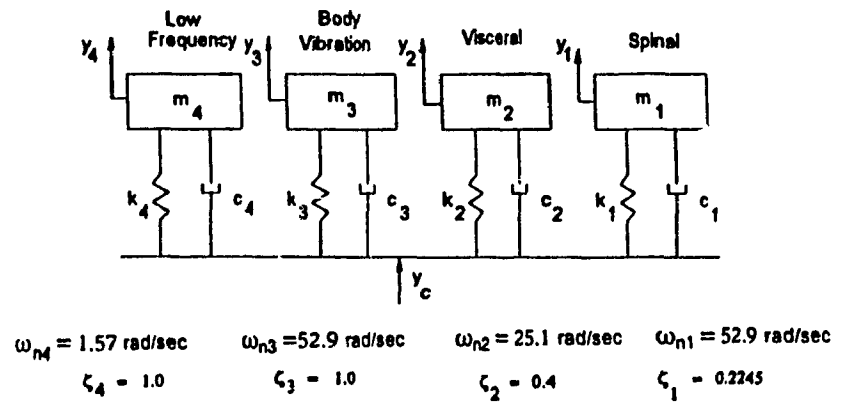 Low Frequency
Body Vibration
Visceral
Spinal
y4
y3
y2
y1
m4
m3
m2
m1
k4
c4
k3
c3
k2
c2
k1
c1
yc
ωn4 = 1.57 rad/sec
ωn3 =52.9 rad/sec
ωn2 = 25.1 rad/sec
ωn1 = 52.9 rad/sec
ζ4 = 1.0
ζ3 = 1.0
ζ2 = 0.4
ζ1 = 0.2245